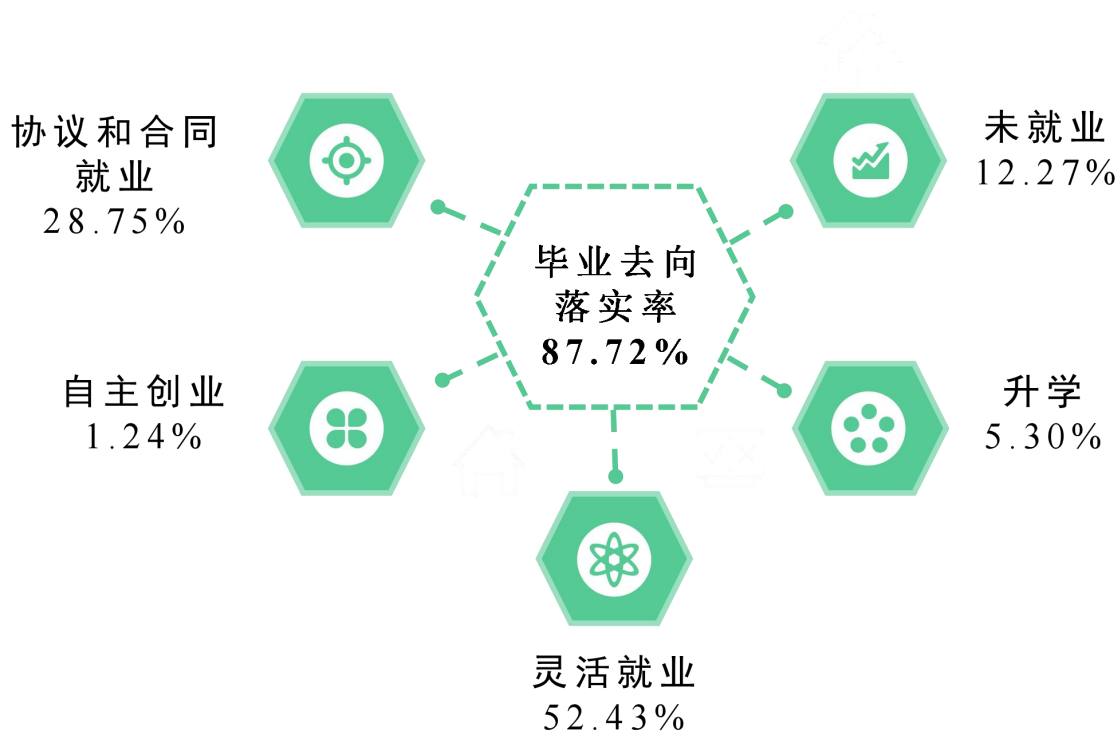 协议和合同
就业
28.75%
未就业
12.27%
毕业去向
落实率
87.72%
自主创业
1.24%
升学
5.30%
灵活就业
52.43%